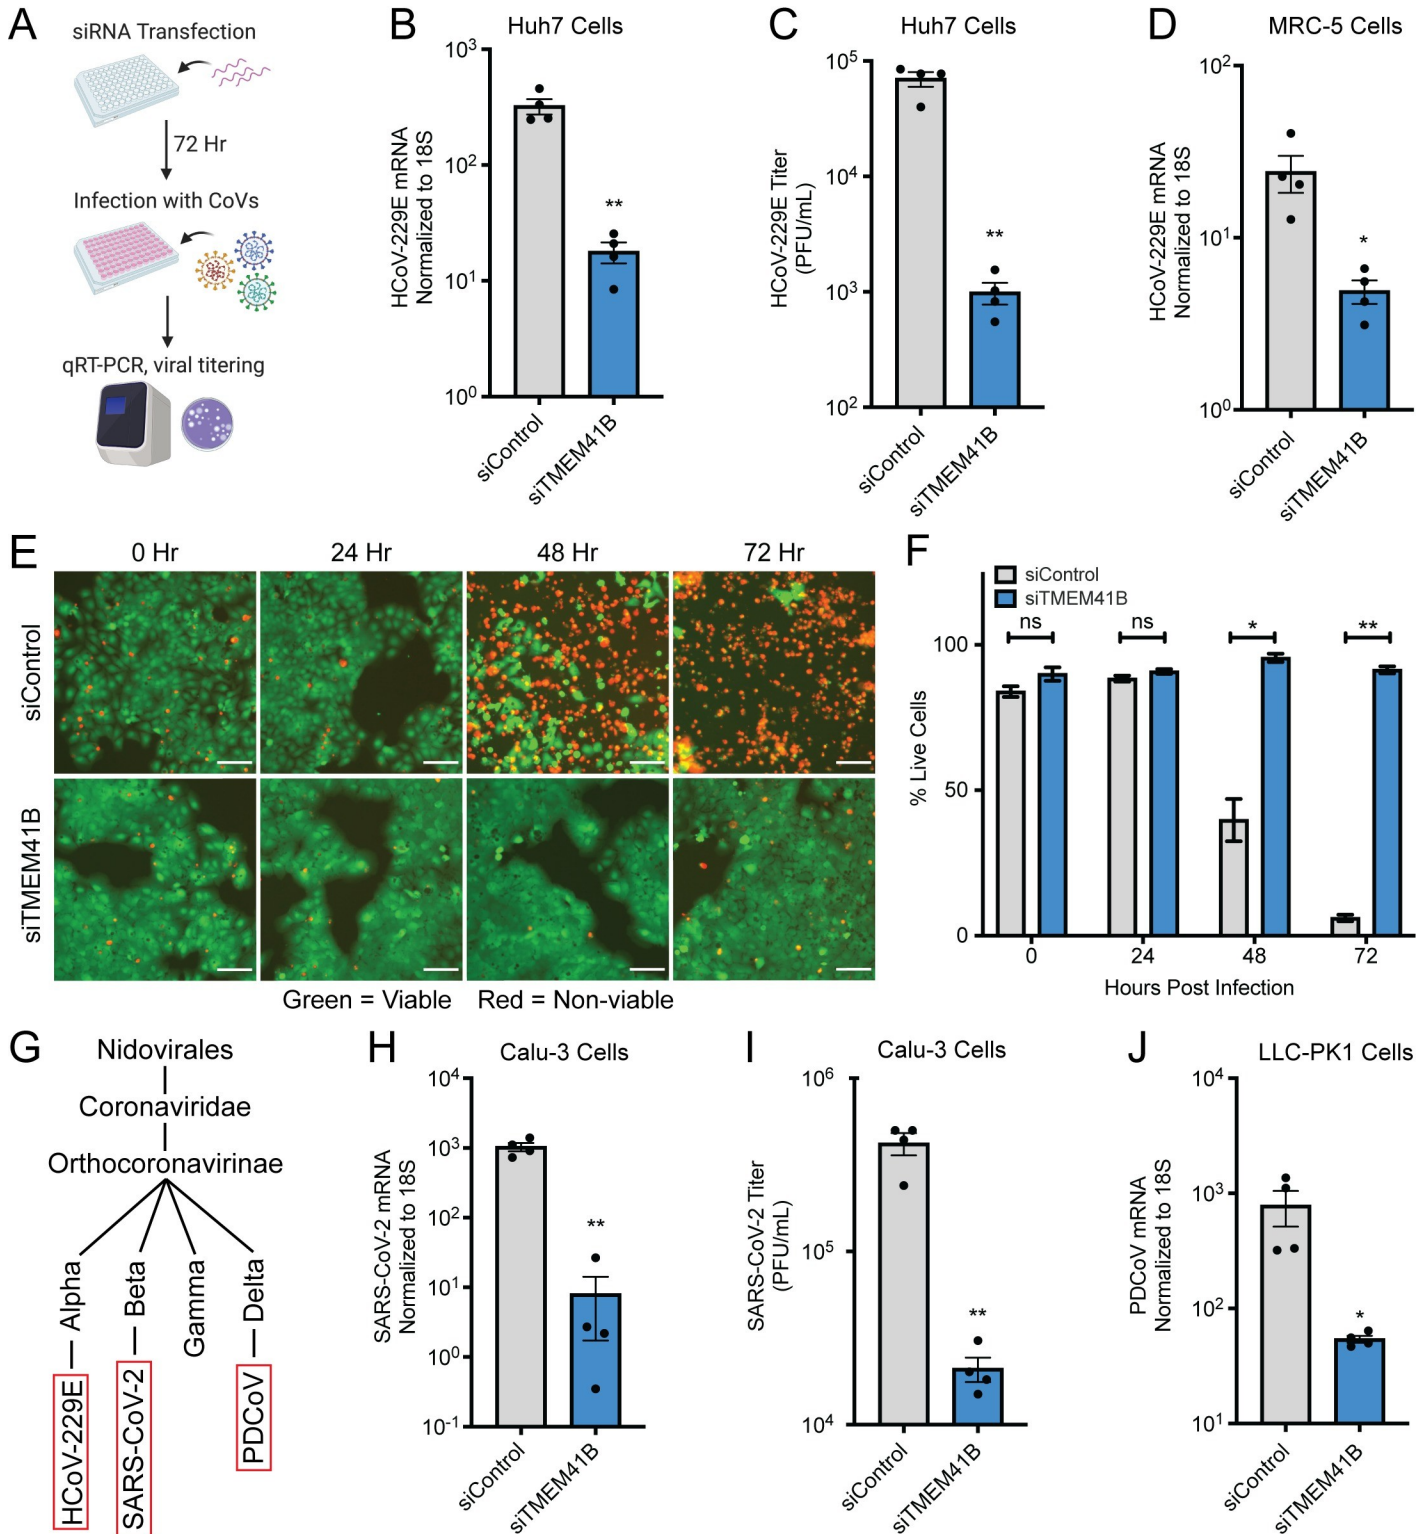 A
siRNA Transfection
72 Hr
Infection with CoVs
qRT-PCR, viral titering
B
Huh7 Cells
HCoV-229E mRNA
Normalized to 18S
10³
10²
10¹
10⁰
**
siControl
siTMEM41B
C
Huh7 Cells
HCoV-229E Titer
(PFU/mL)
10⁵
10⁴
10³
10²
**
siControl
siTMEM41B
D
MRC-5 Cells
HCoV-229E mRNA
Normalized to 18S
10²
10¹
10⁰
*
siControl
siTMEM41B
E
0 Hr
24 Hr
48 Hr
72 Hr
siControl
siTMEM41B
Green = Viable Red = Non-viable
F
siControl
siTMEM41B
ns
ns
*
**
% Live Cells
100
50
0
0
24
48
72
Hours Post Infection
G
Nidovirales
Coronaviridae
Orthocoronavirinae
Alpha
Beta
Gamma
Delta
HCoV-229E
SARS-CoV-2
PDCoV
H
Calu-3 Cells
SARS-CoV-2 mRNA
Normalized to 18S
10⁴
10³
10²
10¹
10⁰
10⁻¹
**
siControl
siTMEM41B
I
Calu-3 Cells
SARS-CoV-2 Titer
(PFU/mL)
10⁶
10⁵
10⁴
**
siControl
siTMEM41B
J
LLC-PK1 Cells
PDCoV mRNA
Normalized to 18S
10⁴
10³
10²
10¹
*
siControl
siTMEM41B